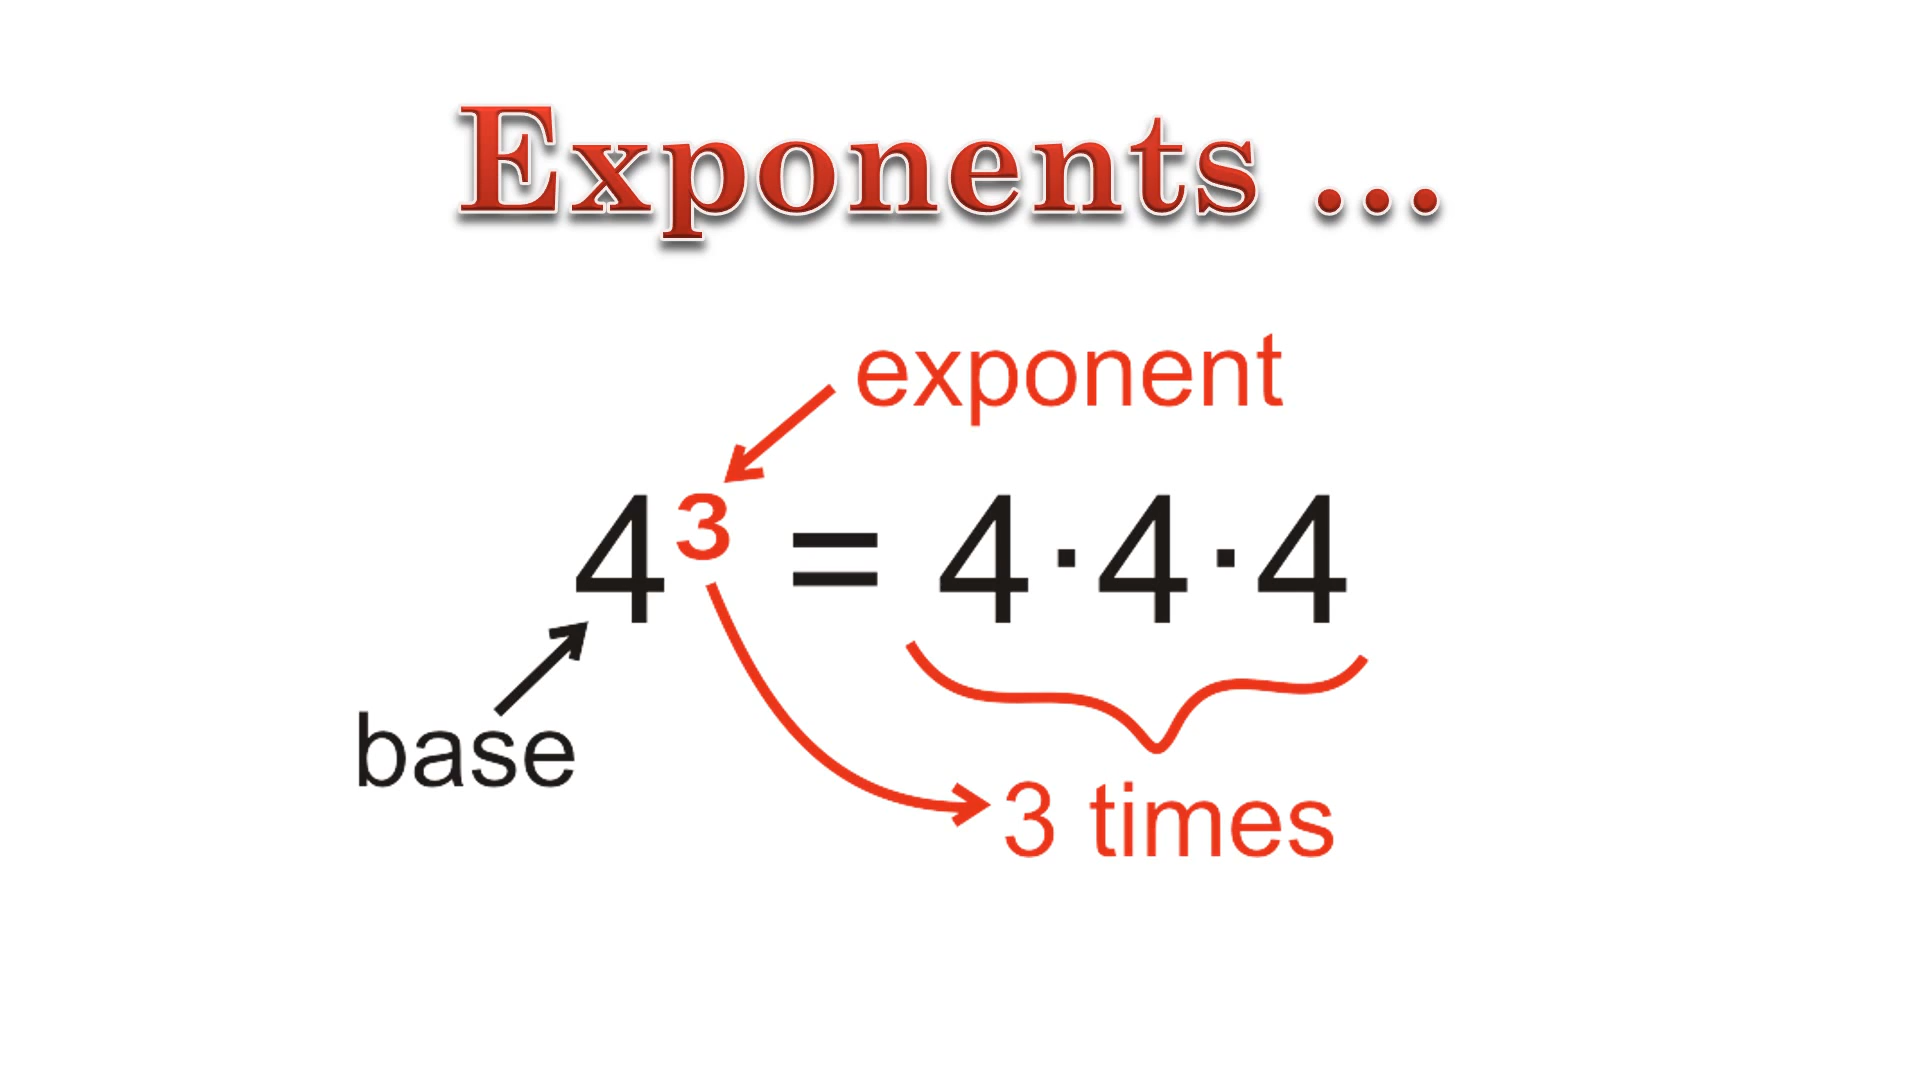 Exponents ...
exponent
4³ = 4·4·4
base
3 times